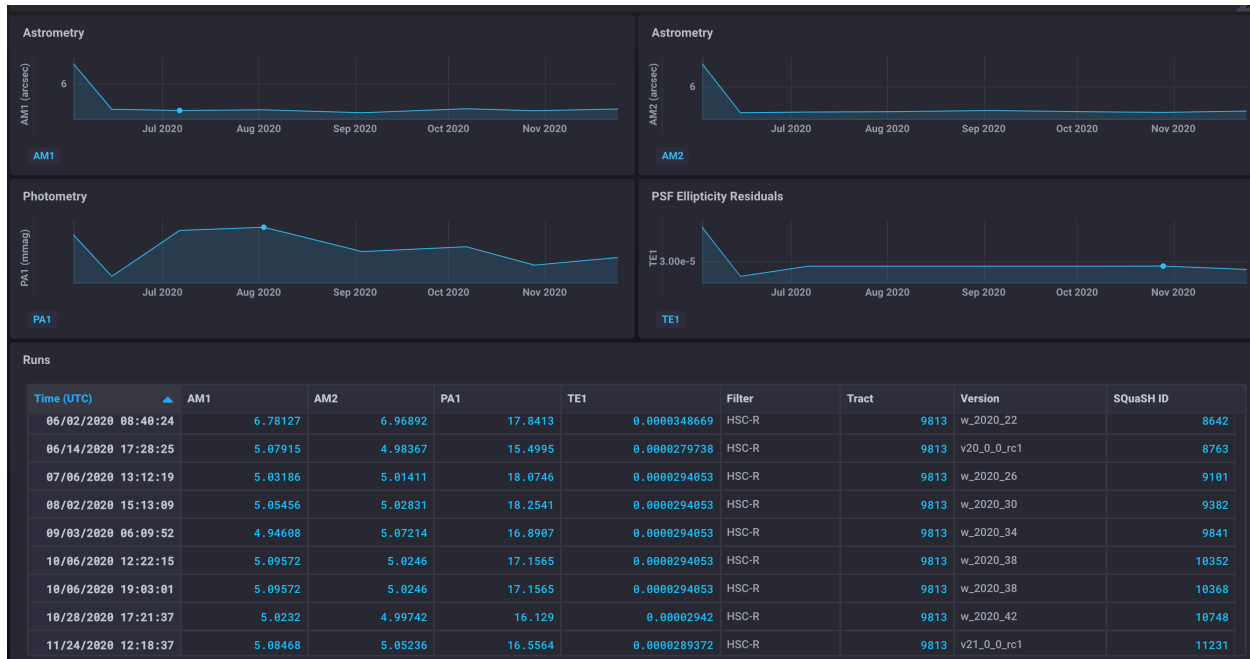 Astrometry
AM1 (arcsec)
6
Jul 2020 Aug 2020 Sep 2020 Oct 2020 Nov 2020
AM1
Astrometry
AM2 (arcsec)
6
Jul 2020 Aug 2020 Sep 2020 Oct 2020 Nov 2020
AM2
Photometry
PA1 (mmag)
Jul 2020 Aug 2020 Sep 2020 Oct 2020 Nov 2020
PA1
PSF Ellipticity Residuals
TE1
3.00e-5
Jul 2020 Aug 2020 Sep 2020 Oct 2020 Nov 2020
TE1
Runs
Time (UTC) AM1 AM2 PA1 TE1 Filter Tract Version SQuaSH ID
06/02/2020 08:40:24 6.78127 6.96892 17.8413 0.0000348669 HSC-R 9813 w_2020_22 8642
06/14/2020 17:28:25 5.07915 4.98367 15.4995 0.0000279738 HSC-R 9813 v20_0_0_rc1 8763
07/06/2020 13:12:19 5.03186 5.01411 18.0746 0.0000294053 HSC-R 9813 w_2020_26 9101
08/02/2020 15:13:09 5.05456 5.02831 18.2541 0.0000294053 HSC-R 9813 w_2020_30 9382
09/03/2020 06:09:52 4.94608 5.07214 16.8907 0.0000294053 HSC-R 9813 w_2020_34 9841
10/06/2020 12:22:15 5.09572 5.0246 17.1565 0.0000294053 HSC-R 9813 w_2020_38 10352
10/06/2020 19:03:01 5.09572 5.0246 17.1565 0.0000294053 HSC-R 9813 w_2020_38 10368
10/28/2020 17:21:37 5.0232 4.99742 16.129 0.00002942 HSC-R 9813 w_2020_42 10748
11/24/2020 12:18:37 5.08468 5.05236 16.5564 0.0000289372 HSC-R 9813 v21_0_0_rc1 11231